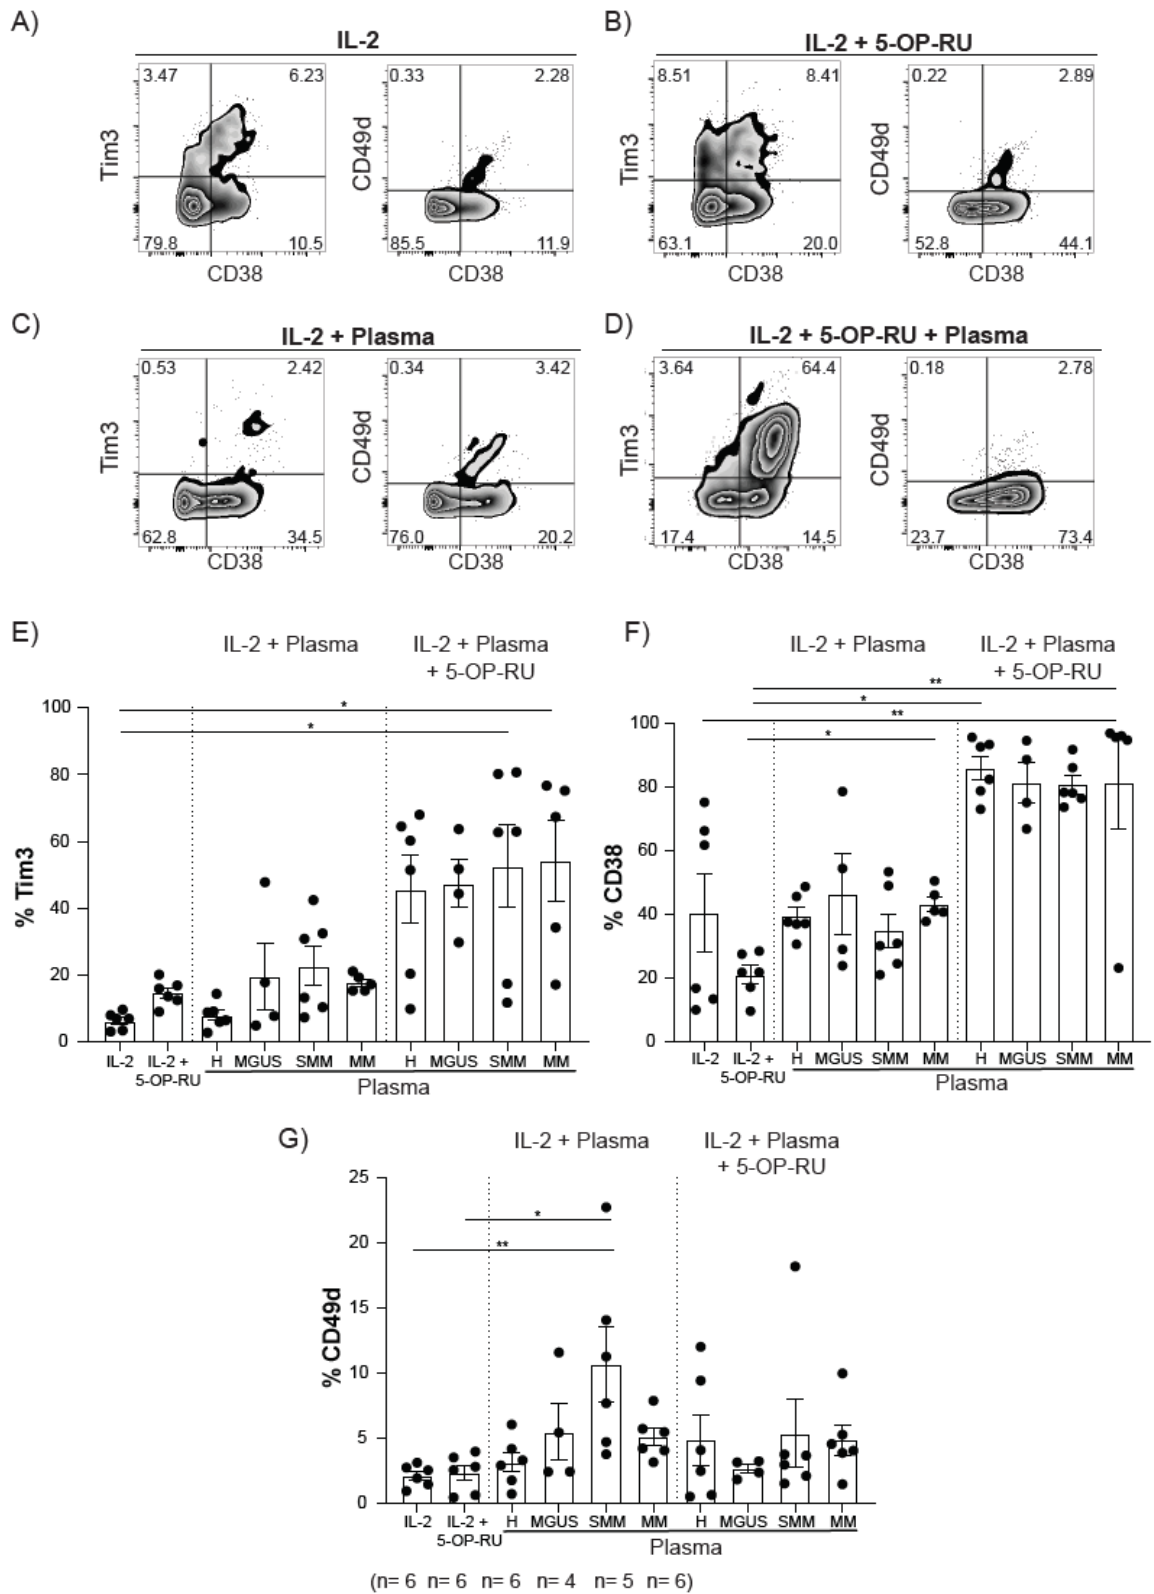 A)
IL-2
3.47 6.23
79.8 10.5
Tim3
CD38
0.33 2.28
85.5 11.9
CD49d
CD38
B)
IL-2 + 5-OP-RU
8.51 8.41
63.1 20.0
Tim3
CD38
0.22 2.89
52.8 44.1
CD49d
CD38
C)
IL-2 + Plasma
0.53 2.42
62.8 34.5
Tim3
CD38
0.34 3.42
76.0 20.2
CD49d
CD38
D)
IL-2 + 5-OP-RU + Plasma
3.64 64.4
17.4 14.5
Tim3
CD38
0.18 2.78
23.7 73.4
CD49d
CD38
E)
IL-2 + Plasma
IL-2 + Plasma
+ 5-OP-RU
*
*
% Tim3
100
80
60
40
20
0
IL-2 IL-2 + H MGUS SMM MM H MGUS SMM MM
5-OP-RU
Plasma
F)
IL-2 + Plasma
IL-2 + Plasma
+ 5-OP-RU
**
*
**
*
% CD38
100
80
60
40
20
0
IL-2 IL-2 + H MGUS SMM MM H MGUS SMM MM
5-OP-RU
Plasma
G)
IL-2 + Plasma
IL-2 + Plasma
+ 5-OP-RU
*
**
% CD49d
25
20
15
10
5
0
IL-2 IL-2 + H MGUS SMM MM H MGUS SMM MM
5-OP-RU
Plasma
(n= 6 n= 6 n= 6 n= 4 n= 5 n= 6)